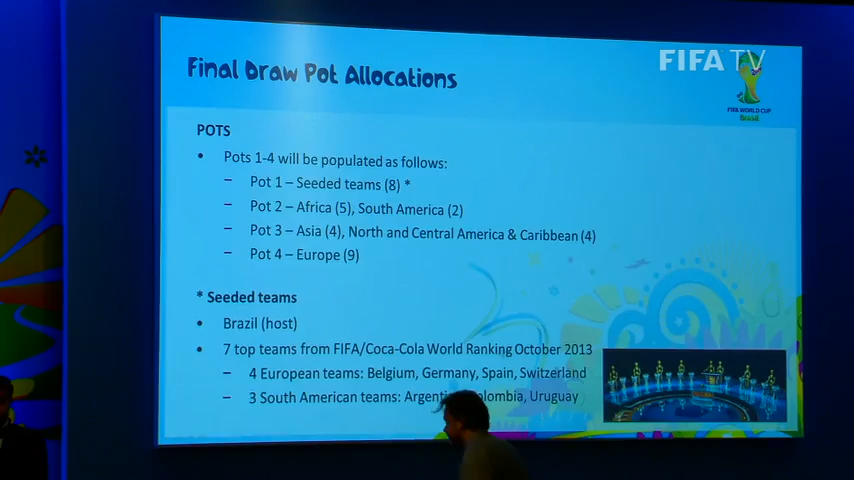 Final Draw Pot Allocations
FIFA TV
FIFA WORLD CUP
BRASIL
POTS
• Pots 1-4 will be populated as follows:
– Pot 1 – Seeded teams (8) *
– Pot 2 – Africa (5), South America (2)
– Pot 3 – Asia (4), North and Central America & Caribbean (4)
– Pot 4 – Europe (9)
* Seeded teams
• Brazil (host)
• 7 top teams from FIFA/Coca-Cola World Ranking October 2013
– 4 European teams: Belgium, Germany, Spain, Switzerland
– 3 South American teams: Uruguay